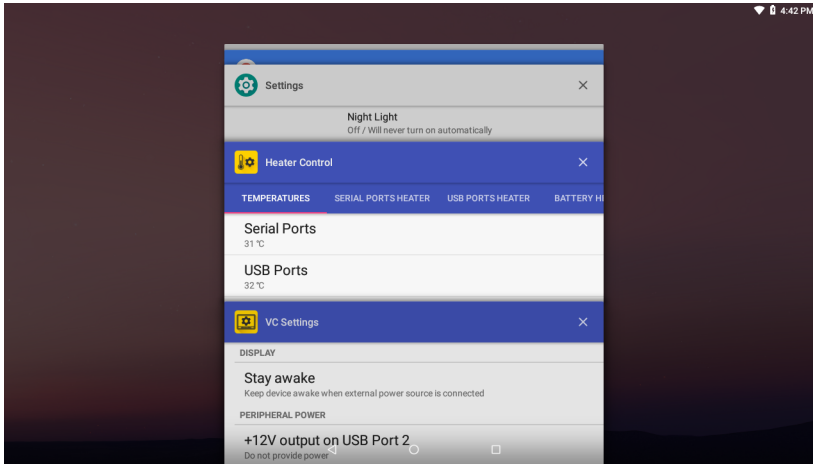 4:42 PM
Settings
Night Light
Off / Will never turn on automatically
Heater Control
TEMPERATURES SERIAL PORTS HEATER USB PORTS HEATER BATTERY HE
Serial Ports
31 °C
USB Ports
32 °C
VC Settings
DISPLAY
Stay awake
Keep device awake when external power source is connected
PERIPHERAL POWER
+12V output on USB Port 2
Do not provide power